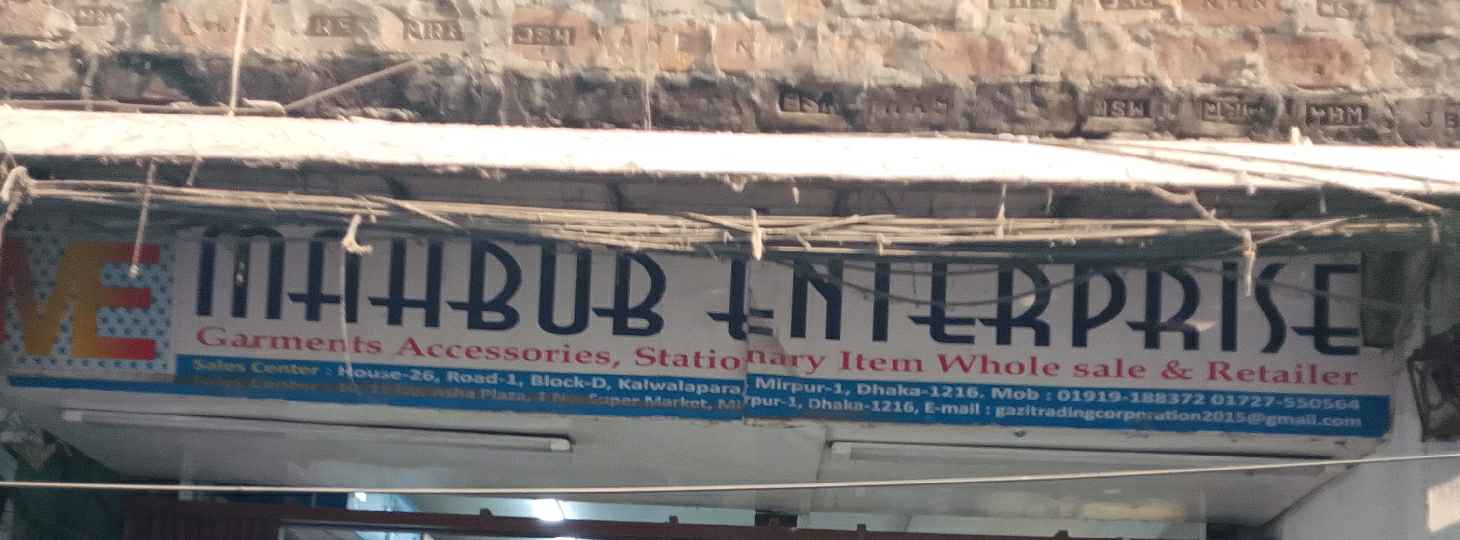 ME
MAHBUB ENTERPRISE
Garments Accessories, Stationary Item Whole sale & Retailer
Sales Center : House-26, Road-1, Block-D, Kalwalapara, Mirpur-1, Dhaka-1216, Mob : 01919-188372 01727-550564
Plaza, 1 No. Super Market, Mirpur-1, Dhaka-1216, E-mail : gazitradingcorporation2015@gmail.com